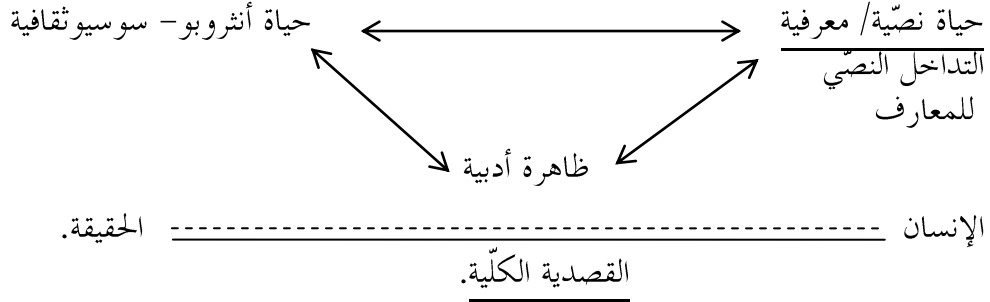 حياة نصّية/ معرفية
حياة أنثروبو- سوسيوثقافية
التداخل النصّي
للمعارف
ظاهرة أدبية
الإنسان
الحقيقة.
القصدية الكلّية.